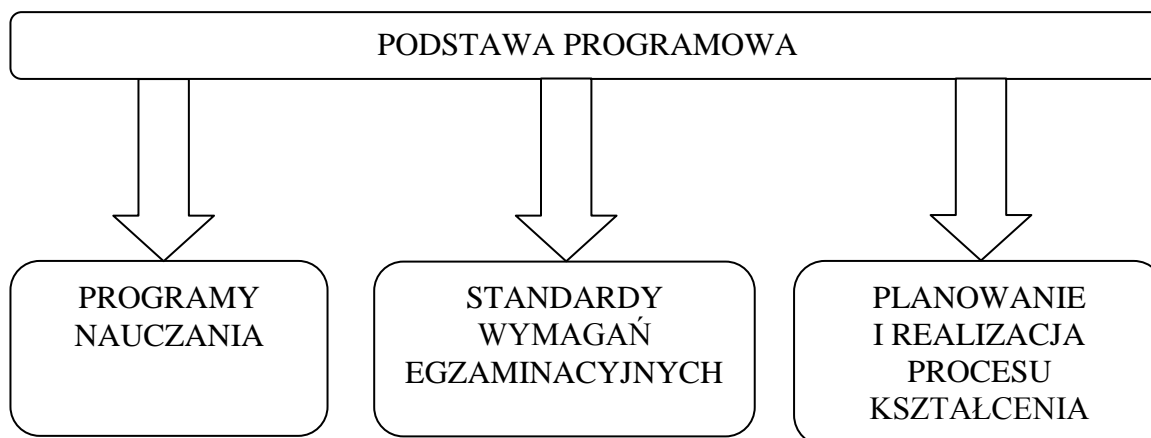 PODSTAWA PROGRAMOWA
PROGRAMY
NAUCZANIA
STANDARDY
WYMAGAŃ
EGZAMINACYJNYCH
PLANOWANIE
I REALIZACJA
PROCESU
KSZTAŁCENIA